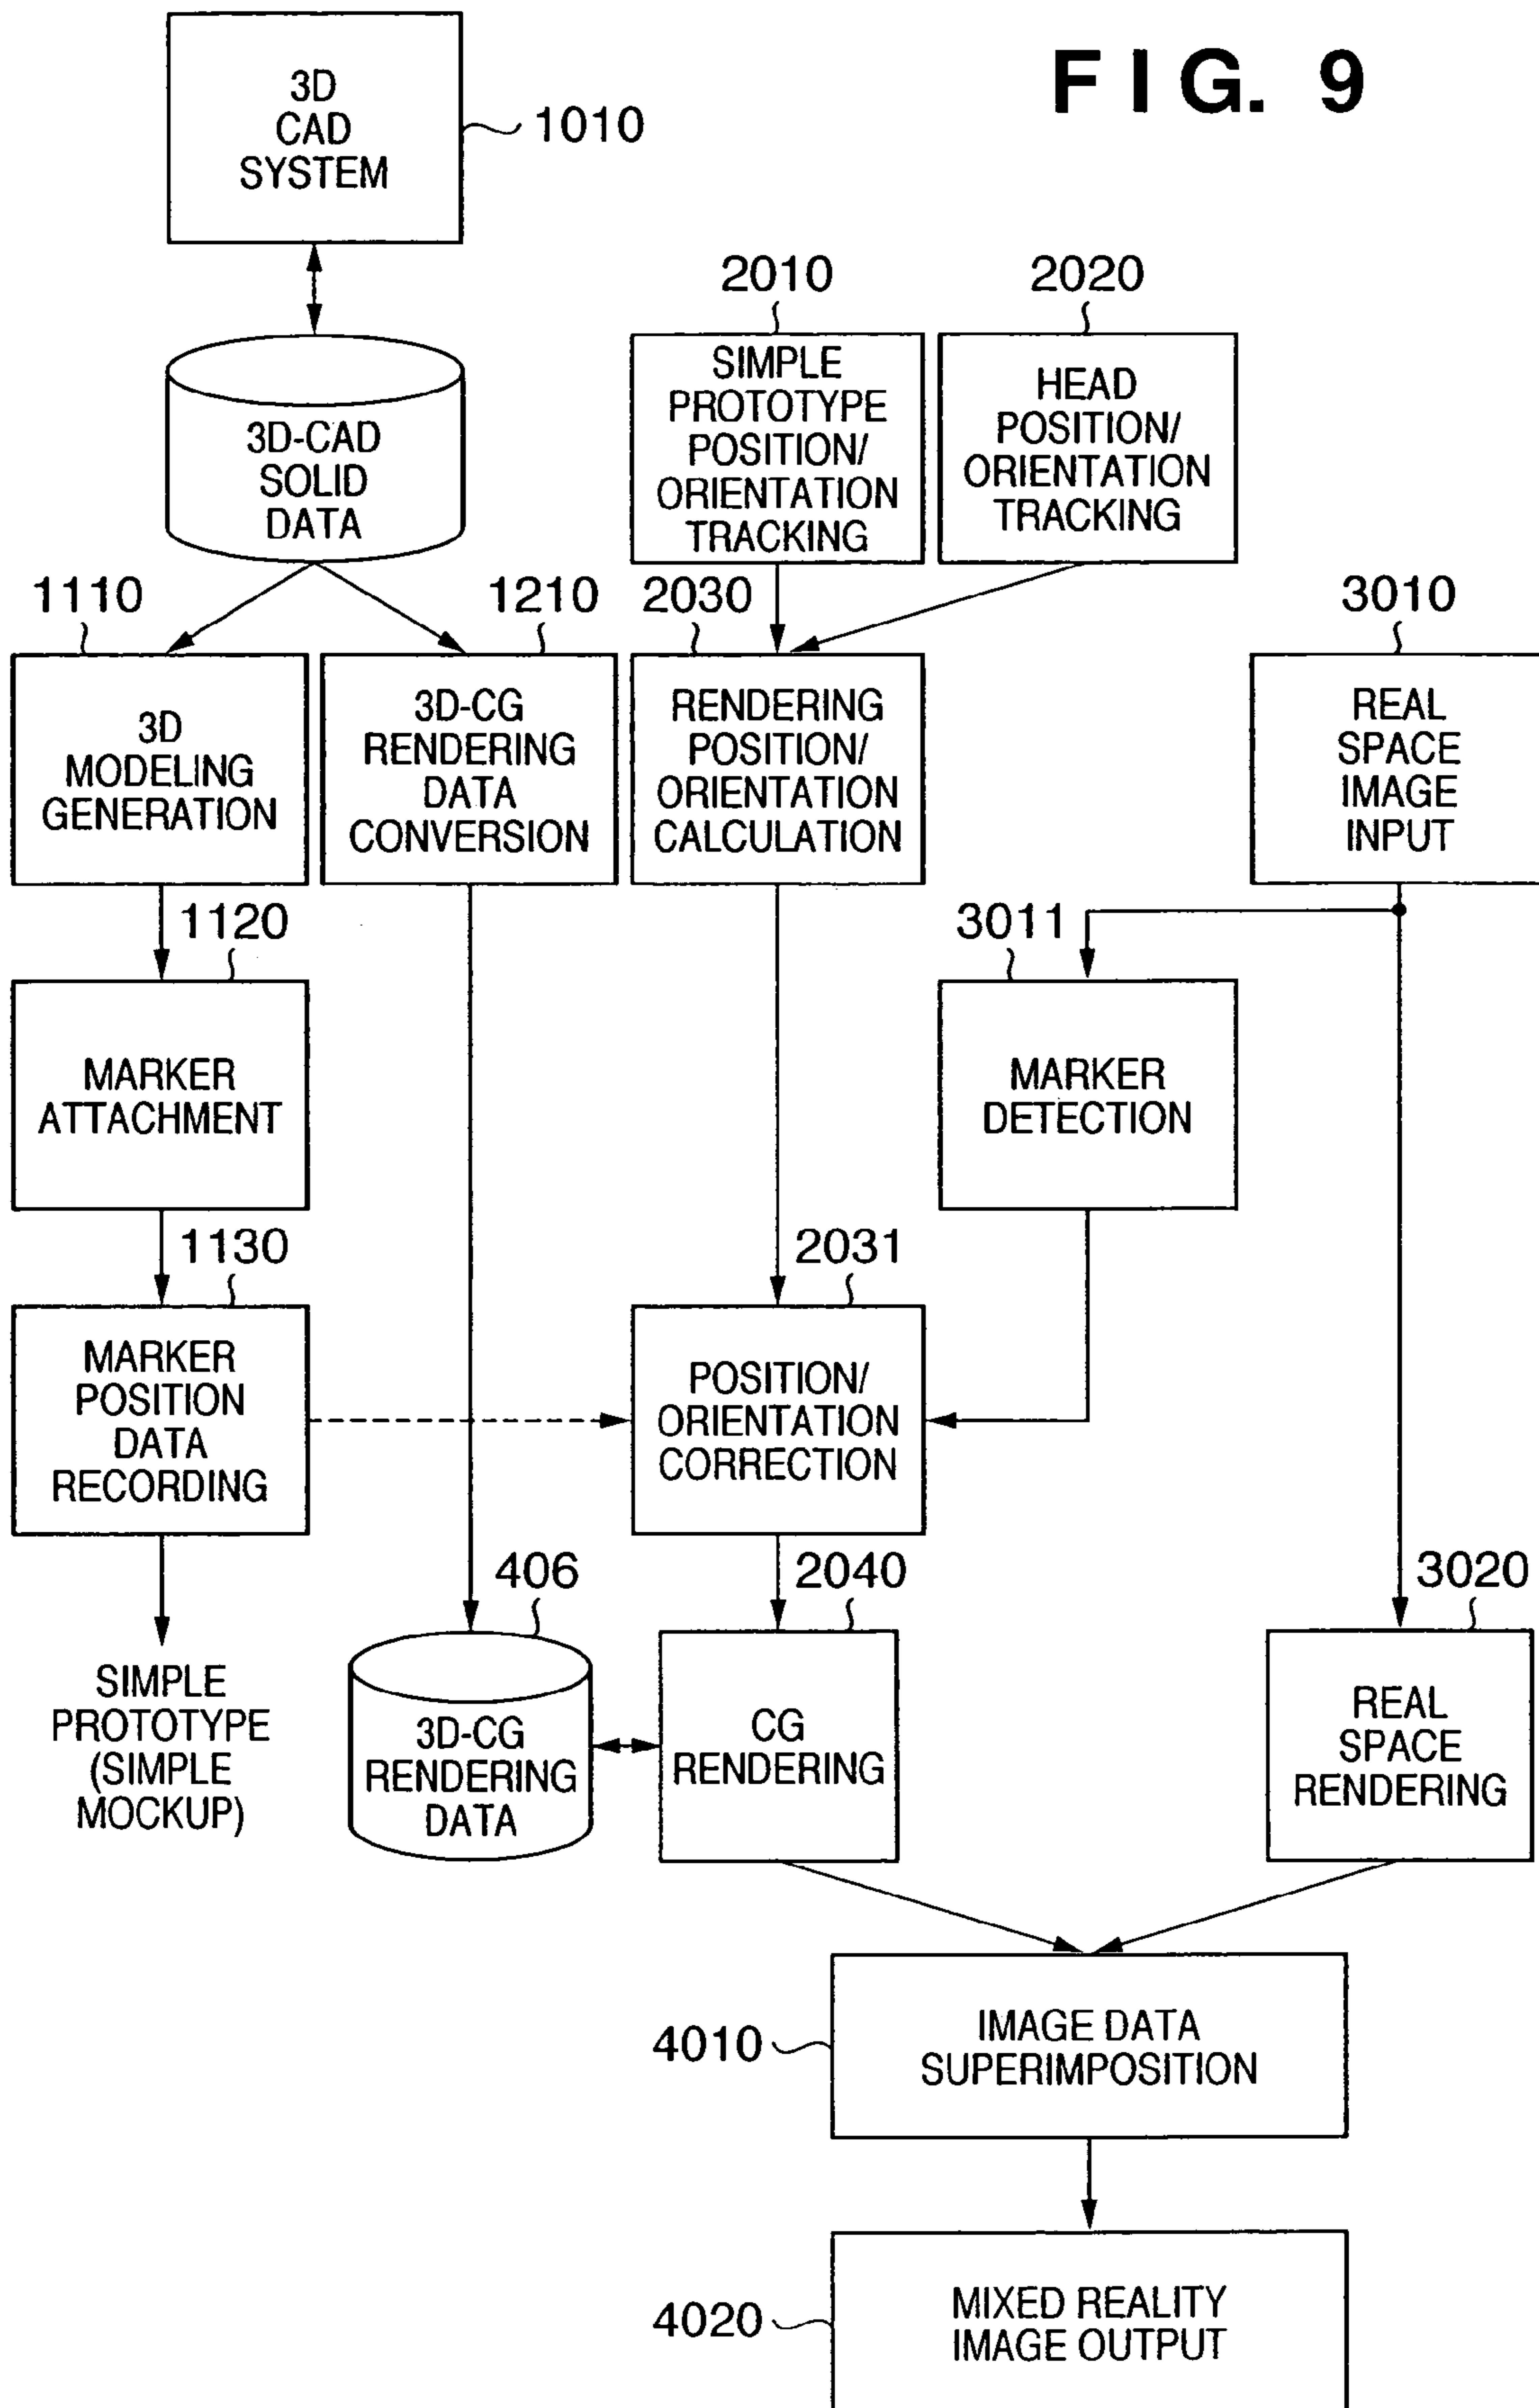 FIG. 9
3D
CAD
SYSTEM
1010
3D-CAD
SOLID
DATA
2010
SIMPLE
PROTOTYPE
POSITION/
ORIENTATION
TRACKING
2020
HEAD
POSITION/
ORIENTATION
TRACKING
1110
3D
MODELING
GENERATION
1210
3D-CG
RENDERING
DATA
CONVERSION
2030
RENDERING
POSITION/
ORIENTATION
CALCULATION
3010
REAL
SPACE
IMAGE
INPUT
1120
MARKER
ATTACHMENT
3011
MARKER
DETECTION
1130
MARKER
POSITION
DATA
RECORDING
2031
POSITION/
ORIENTATION
CORRECTION
SIMPLE
PROTOTYPE
(SIMPLE
MOCKUP)
406
3D-CG
RENDERING
DATA
2040
CG
RENDERING
3020
REAL
SPACE
RENDERING
4010
IMAGE DATA
SUPERIMPOSITION
4020
MIXED REALITY
IMAGE OUTPUT